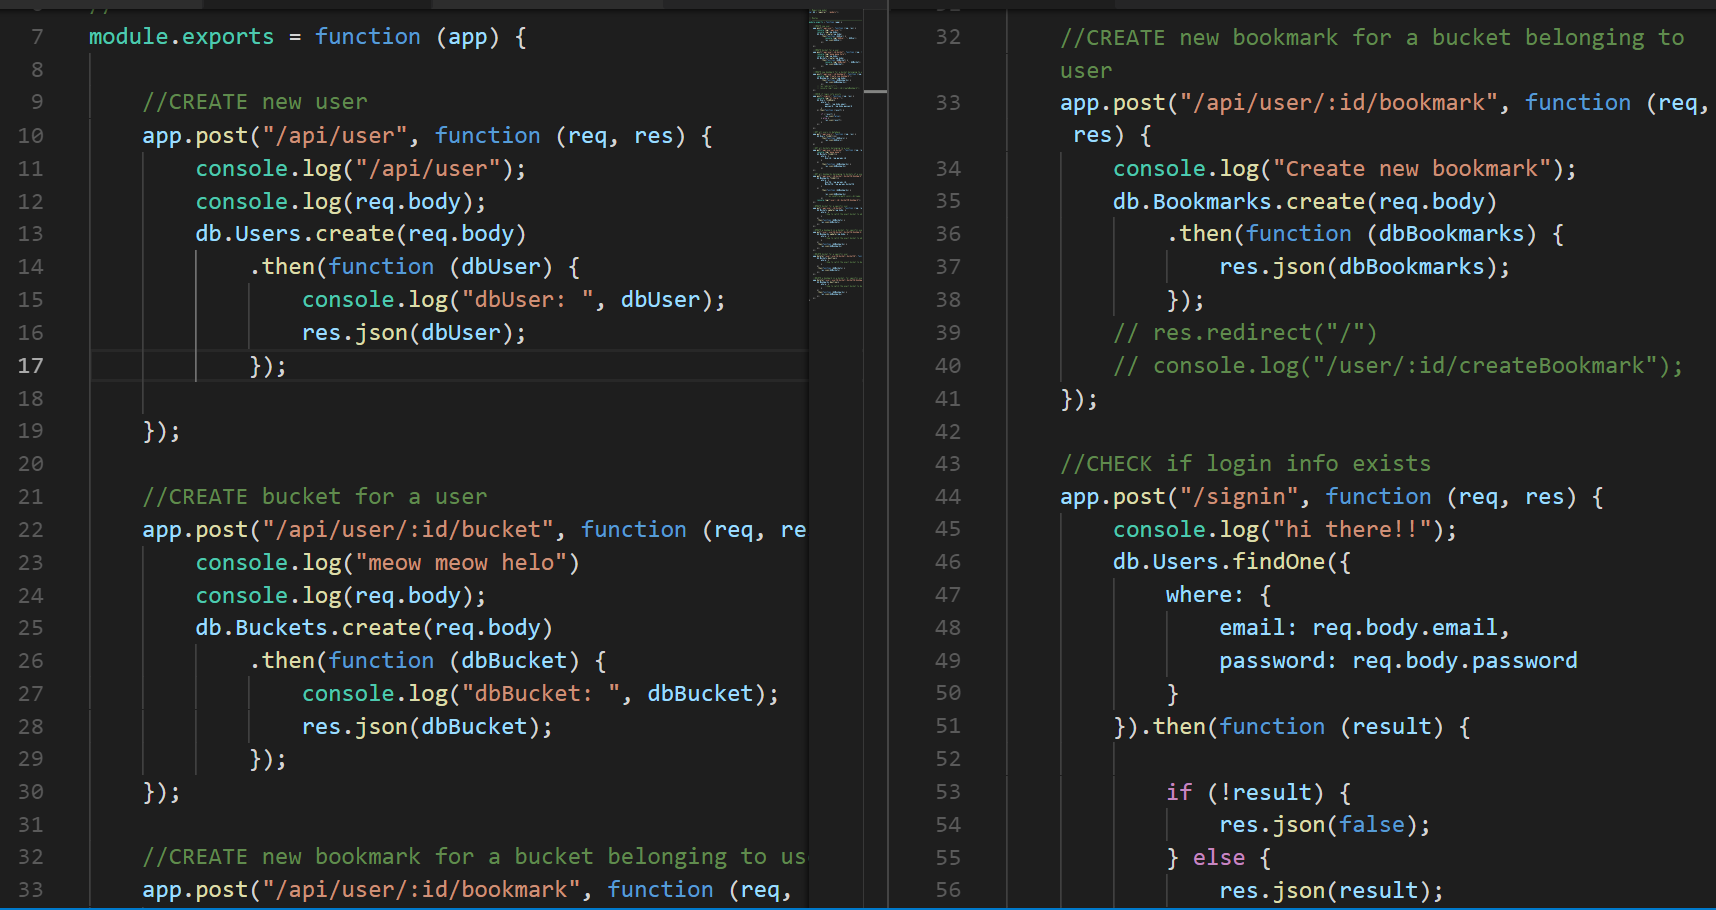 //
7 module.exports = function (app) {
8
9 //CREATE new user
10 app.post("/api/user", function (req, res) {
11 console.log("/api/user");
12 console.log(req.body);
13 db.Users.create(req.body)
14 .then(function (dbUser) {
15 console.log("dbUser: ", dbUser);
16 res.json(dbUser);
17 });
18
19 });
20
21 //CREATE bucket for a user
22 app.post("/api/user/:id/bucket", function (req, re
23 console.log("meow meow helo")
24 console.log(req.body);
25 db.Buckets.create(req.body)
26 .then(function (dbBucket) {
27 console.log("dbBucket: ", dbBucket);
28 res.json(dbBucket);
29 });
30 });
31
32 //CREATE new bookmark for a bucket belonging to us
33 app.post("/api/user/:id/bookmark", function (req,
32 //CREATE new bookmark for a bucket belonging to
user
33 app.post("/api/user/:id/bookmark", function (req,
res) {
34 console.log("Create new bookmark");
35 db.Bookmarks.create(req.body)
36 .then(function (dbBookmarks) {
37 res.json(dbBookmarks);
38 });
39 // res.redirect("/")
40 // console.log("/user/:id/createBookmark");
41 });
42
43 //CHECK if login info exists
44 app.post("/signin", function (req, res) {
45 console.log("hi there!!");
46 db.Users.findOne({
47 where: {
48 email: req.body.email,
49 password: req.body.password
50 }
51 }).then(function (result) {
52
53 if (!result) {
54 res.json(false);
55 } else {
56 res.json(result);